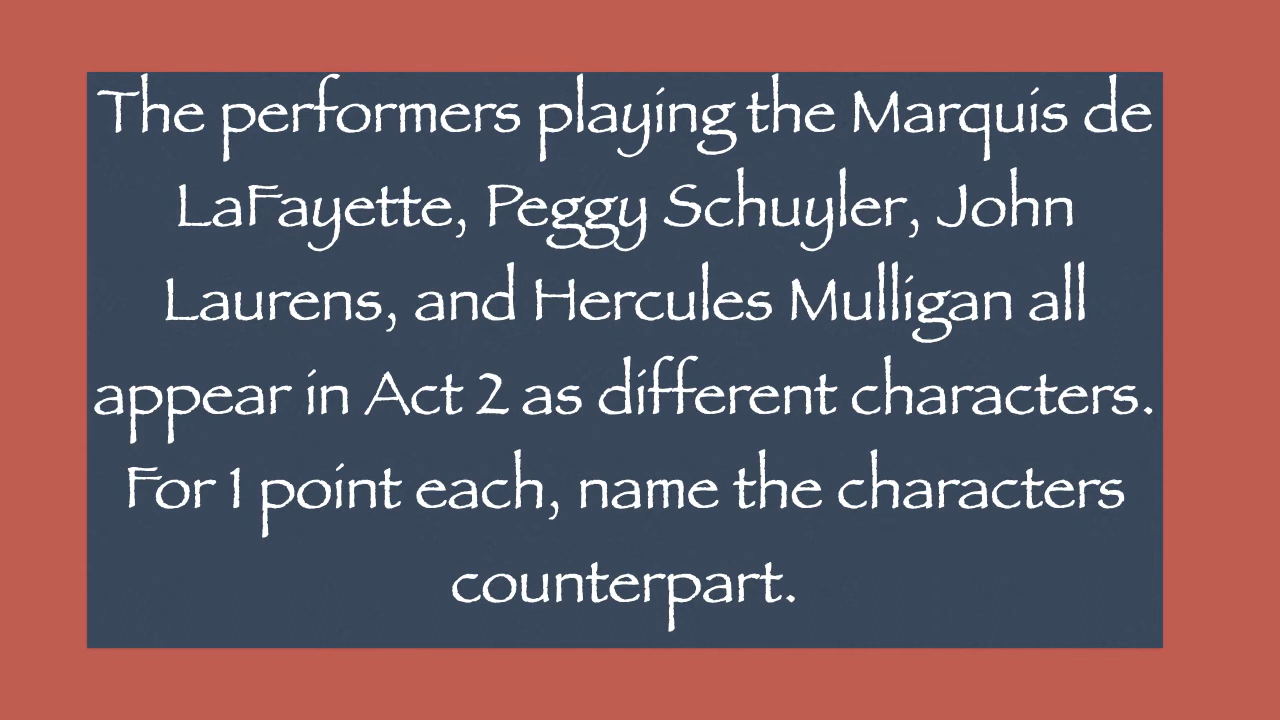 The performers playing the Marquis de
LaFayette, Peggy Schuyler, John
Laurens, and Hercules Mulligan all
appear in Act 2 as different characters.
For 1 point each, name the characters
counterpart.